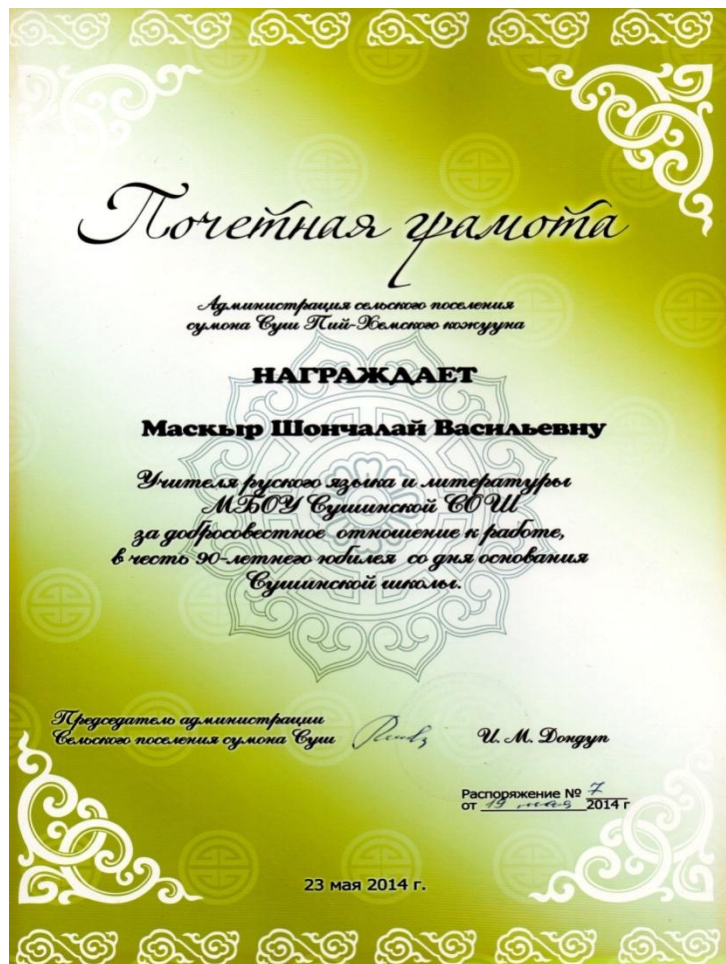 Почетная грамота
Администрация сельского поселения
сумона Суш Пий-Хемского кожууна
НАГРАЖДАЕТ
Маскыр Шончалай Васильевну
Учителя руского языка и литературы
МБОУ Сушинской СОШ
за добросовестное отношение к работе,
в честь 90-летнего юбилея со дня основания
Сушинской школы.
Председатель администрации
Сельского поселения сумона Суш И. М. Дондуп
Распоряжение № 7
от 19 мая 2014 г
23 мая 2014 г.